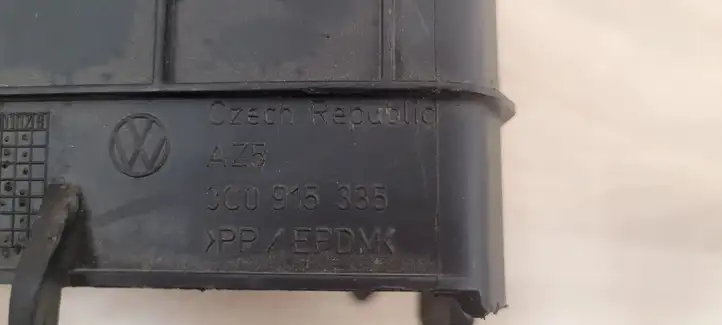 Czech Republic
AZ5
3C0 915 335
>PP/EPDM<